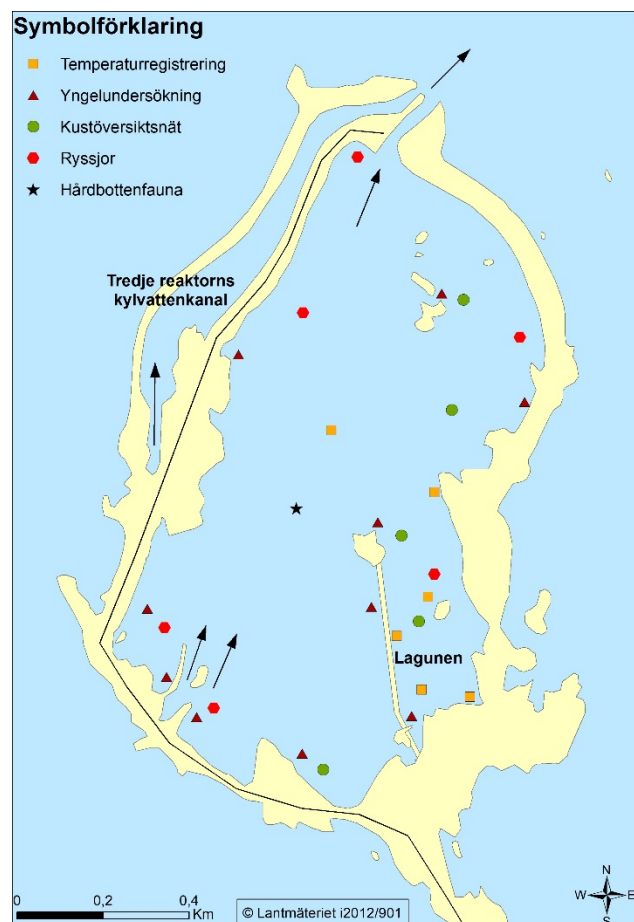 Symbolförklaring
Temperaturregistrering
Yngelundersökning
Kustöversiktsnät
Ryssjor
Hårdbottenfauna
Tredje reaktorns
kylvattenkanal
Lagunen
0 0,2 0,4
Km
© Lantmäteriet i2012/901
N
W E
S